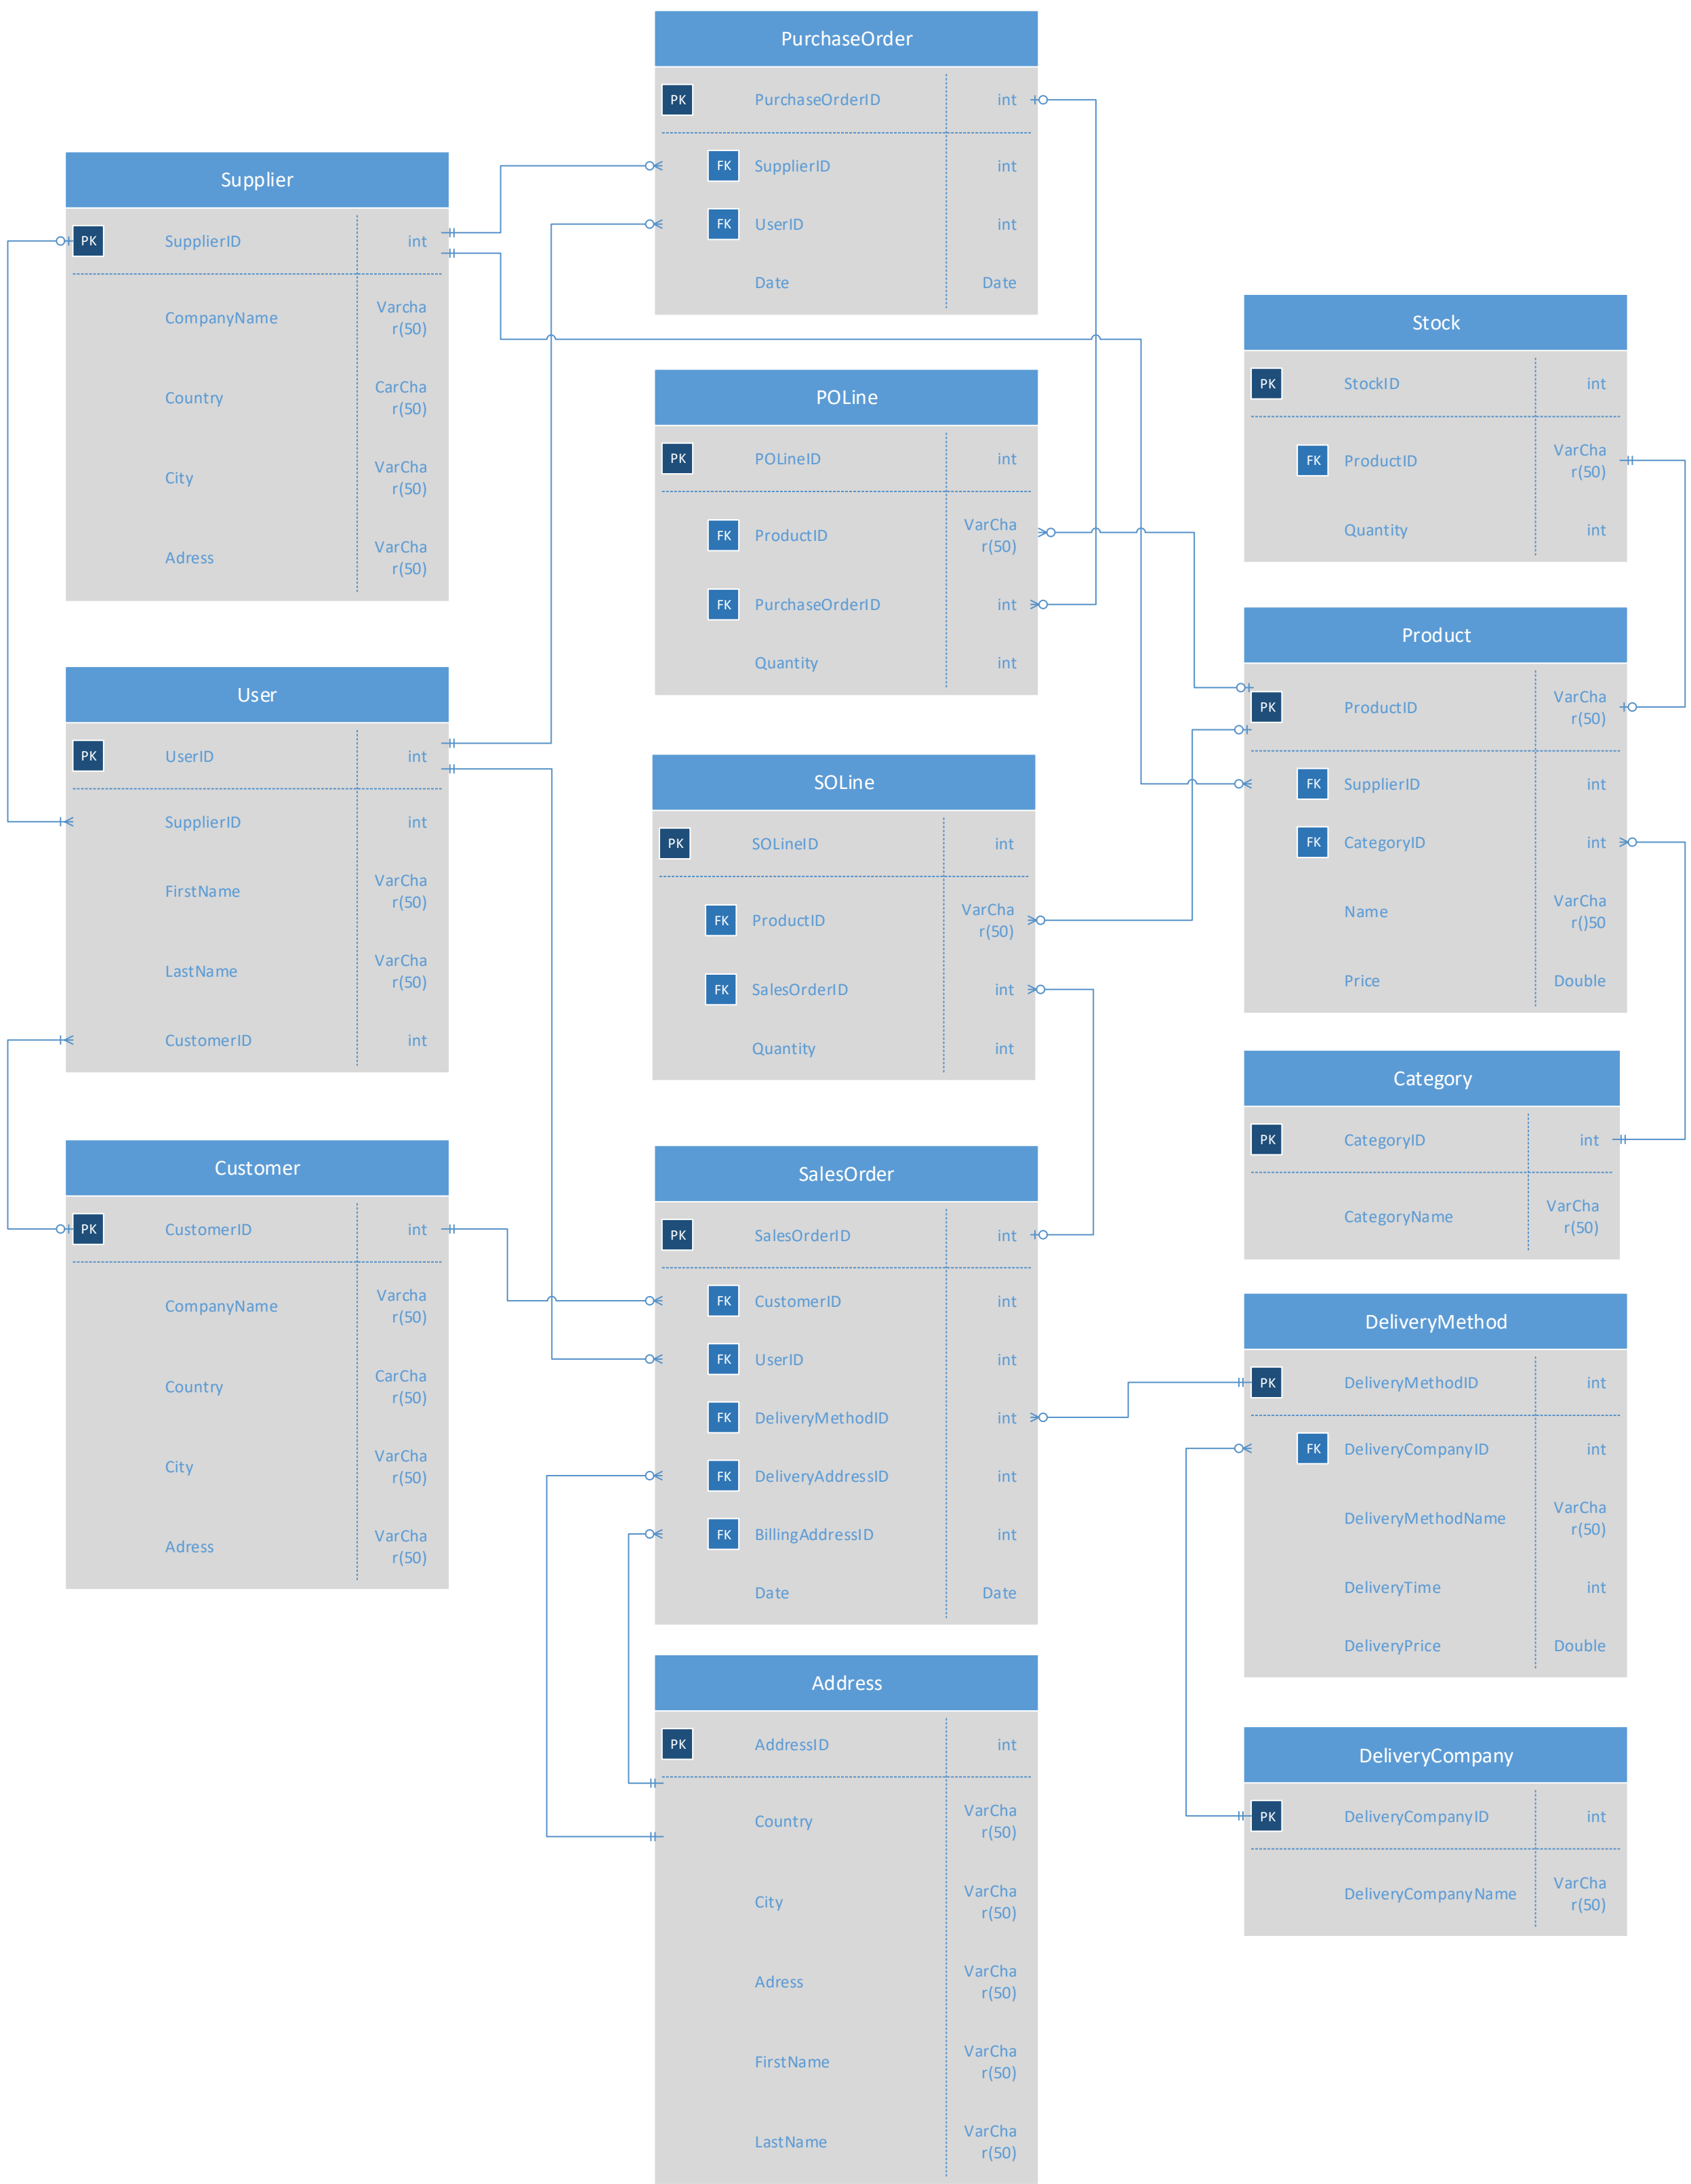 PurchaseOrder
PK PurchaseOrderID int
FK SupplierID int
FK UserID int
Date Date
Supplier
PK SupplierID int
CompanyName Varcha
r(50)
Country CarCha
r(50)
City VarCha
r(50)
Adress VarCha
r(50)
Stock
PK StockID int
FK ProductID VarCha
r(50)
Quantity int
POLine
PK POLineID int
FK ProductID VarCha
r(50)
FK PurchaseOrderID int
Quantity int
Product
PK ProductID VarCha
r(50)
FK SupplierID int
FK CategoryID int
Name VarCha
r()50
Price Double
User
PK UserID int
SupplierID int
FirstName VarCha
r(50)
LastName VarCha
r(50)
CustomerID int
SOLine
PK SOLineID int
FK ProductID VarCha
r(50)
FK SalesOrderID int
Quantity int
Category
PK CategoryID int
CategoryName VarCha
r(50)
Customer
PK CustomerID int
CompanyName Varcha
r(50)
Country CarCha
r(50)
City VarCha
r(50)
Adress VarCha
r(50)
SalesOrder
PK SalesOrderID int
FK CustomerID int
FK UserID int
FK DeliveryMethodID int
FK DeliveryAddressID int
FK BillingAddressID int
Date Date
DeliveryMethod
PK DeliveryMethodID int
FK DeliveryCompanyID int
DeliveryMethodName VarCha
r(50)
DeliveryTime int
DeliveryPrice Double
Address
PK AddressID int
Country VarCha
r(50)
City VarCha
r(50)
Adress VarCha
r(50)
FirstName VarCha
r(50)
LastName VarCha
r(50)
DeliveryCompany
PK DeliveryCompanyID int
DeliveryCompanyName VarCha
r(50)